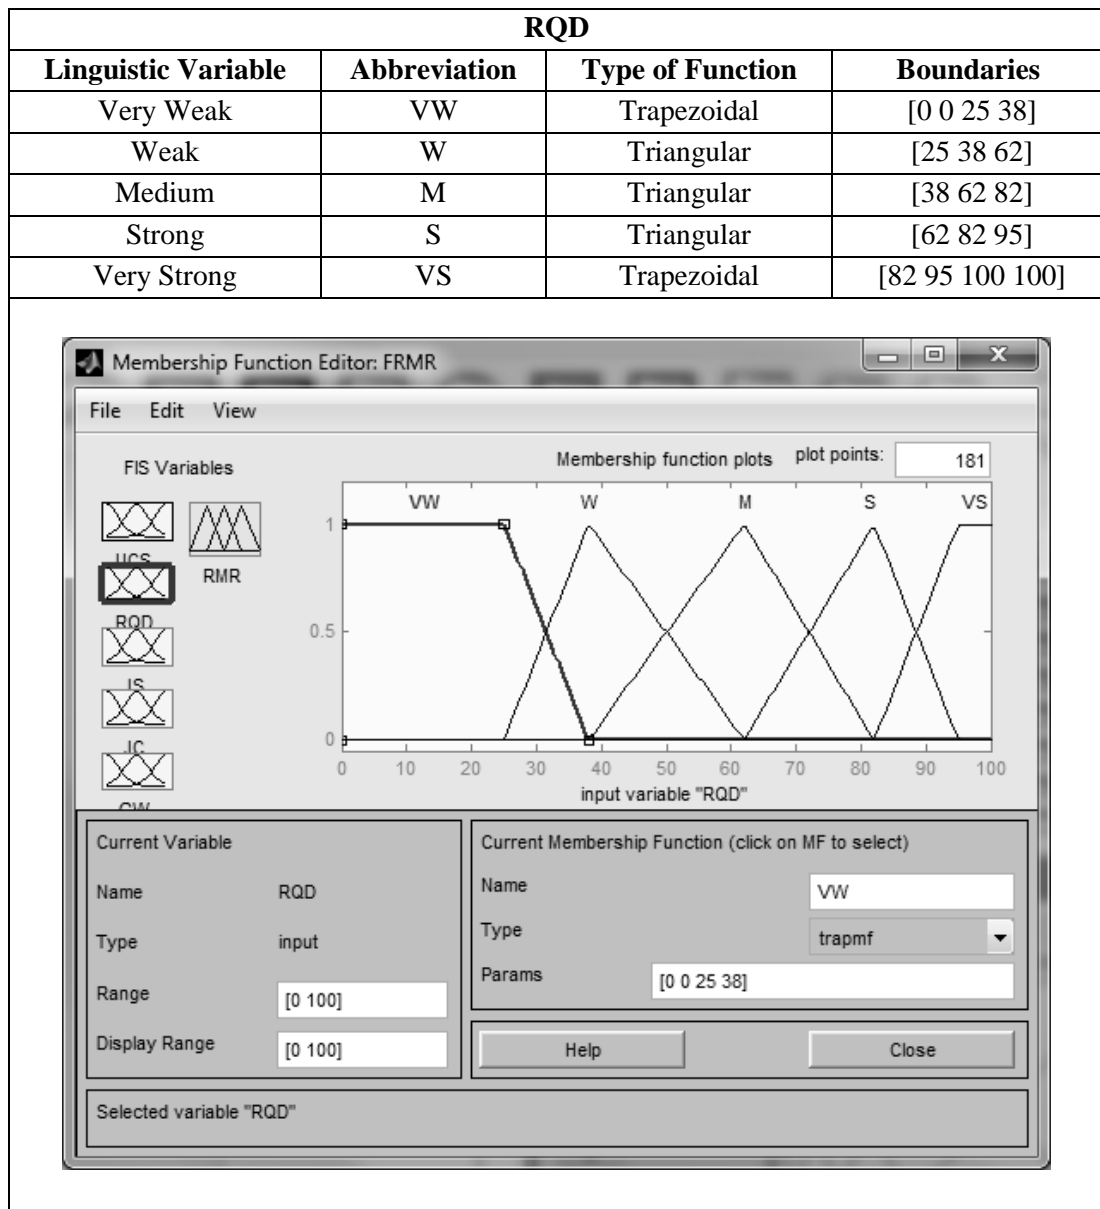 RQD
Linguistic Variable Abbreviation Type of Function Boundaries
Very Weak VW Trapezoidal [0 0 25 38]
Weak W Triangular [25 38 62]
Medium M Triangular [38 62 82]
Strong S Triangular [62 82 95]
Very Strong VS Trapezoidal [82 95 100 100]
Membership Function Editor: FRMR
File Edit View
FIS Variables
Membership function plots plot points: 181
UCS
RMR
RQD
JS
JC
GW
VW W M S VS
1
0.5
0
0 10 20 30 40 50 60 70 80 90 100
input variable "RQD"
Current Variable
Name RQD
Type input
Range [0 100]
Display Range [0 100]
Current Membership Function (click on MF to select)
Name VW
Type trapmf
Params [0 0 25 38]
Help Close
Selected variable "RQD"